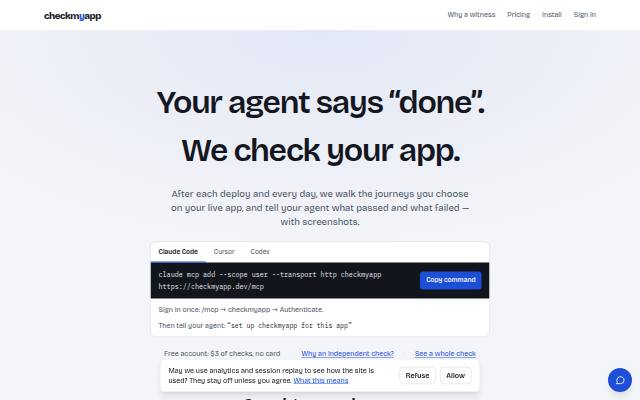 checkmyapp
Why a witness Pricing Install Sign in
Your agent says “done”.
We check your app.
After each deploy and every day, we walk the journeys you choose
on your live app, and tell your agent what passed and what failed —
with screenshots.
Claude Code Cursor Codex
claude mcp add --scope user --transport http checkmyapp
https://checkmyapp.dev/mcp
Copy command
Sign in once: /mcp → checkmyapp → Authenticate.
Then tell your agent: “set up checkmyapp for this app”
Free account: $3 of checks, no card Why an independent check? See a whole check
May we use analytics and session replay to see how the site is
used? They stay off unless you agree. What this means
Refuse Allow